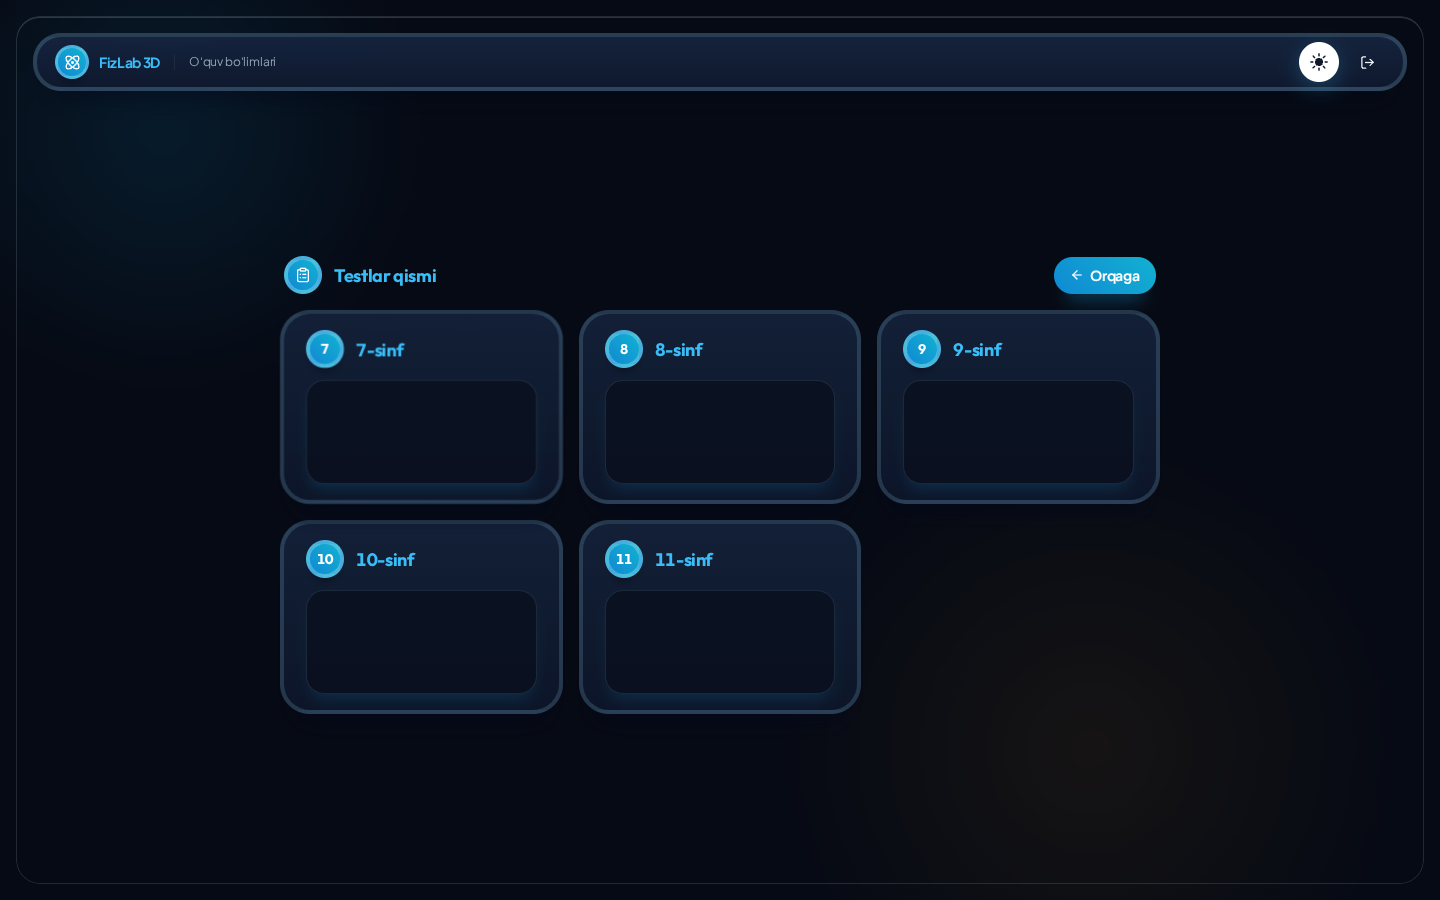 FizLab 3D
O'quv bo'limlari
Testlar qismi
Orqaga
7
7-sinf
8
8-sinf
9
9-sinf
10
10-sinf
11
11-sinf